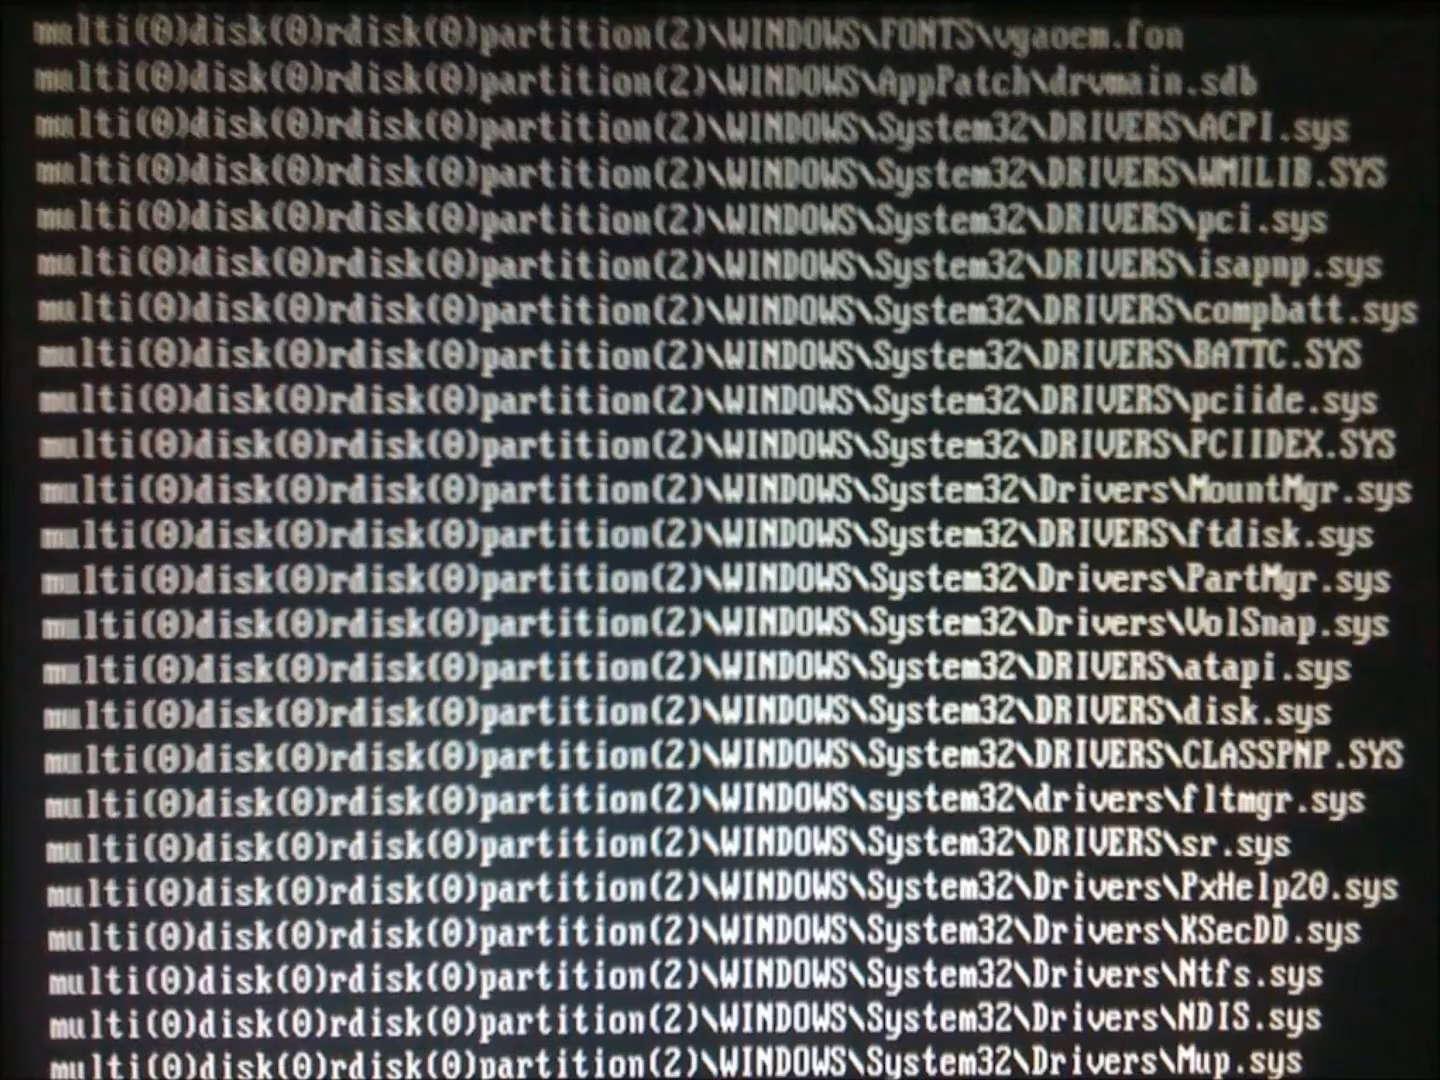 multi(0)disk(0)rdisk(0)partition(2)\WINDOWS\FONTS\vgaoem.fon
multi(0)disk(0)rdisk(0)partition(2)\WINDOWS\AppPatch\drvmain.sdb
multi(0)disk(0)rdisk(0)partition(2)\WINDOWS\System32\DRIVERS\ACPI.sys
multi(0)disk(0)rdisk(0)partition(2)\WINDOWS\System32\DRIVERS\WMILIB.SYS
multi(0)disk(0)rdisk(0)partition(2)\WINDOWS\System32\DRIVERS\pci.sys
multi(0)disk(0)rdisk(0)partition(2)\WINDOWS\System32\DRIVERS\isapnp.sys
multi(0)disk(0)rdisk(0)partition(2)\WINDOWS\System32\DRIVERS\compbatt.sys
multi(0)disk(0)rdisk(0)partition(2)\WINDOWS\System32\DRIVERS\BATTC.SYS
multi(0)disk(0)rdisk(0)partition(2)\WINDOWS\System32\DRIVERS\pciide.sys
multi(0)disk(0)rdisk(0)partition(2)\WINDOWS\System32\DRIVERS\PCIIDEX.SYS
multi(0)disk(0)rdisk(0)partition(2)\WINDOWS\System32\Drivers\MountMgr.sys
multi(0)disk(0)rdisk(0)partition(2)\WINDOWS\System32\DRIVERS\ftdisk.sys
multi(0)disk(0)rdisk(0)partition(2)\WINDOWS\System32\Drivers\PartMgr.sys
multi(0)disk(0)rdisk(0)partition(2)\WINDOWS\System32\Drivers\VolSnap.sys
multi(0)disk(0)rdisk(0)partition(2)\WINDOWS\System32\DRIVERS\atapi.sys
multi(0)disk(0)rdisk(0)partition(2)\WINDOWS\System32\DRIVERS\disk.sys
multi(0)disk(0)rdisk(0)partition(2)\WINDOWS\System32\DRIVERS\CLASSPNP.SYS
multi(0)disk(0)rdisk(0)partition(2)\WINDOWS\system32\drivers\fltmgr.sys
multi(0)disk(0)rdisk(0)partition(2)\WINDOWS\System32\DRIVERS\sr.sys
multi(0)disk(0)rdisk(0)partition(2)\WINDOWS\System32\Drivers\PxHelp20.sys
multi(0)disk(0)rdisk(0)partition(2)\WINDOWS\System32\Drivers\KSecDD.sys
multi(0)disk(0)rdisk(0)partition(2)\WINDOWS\System32\Drivers\Ntfs.sys
multi(0)disk(0)rdisk(0)partition(2)\WINDOWS\System32\Drivers\NDIS.sys
multi(0)disk(0)rdisk(0)partition(2)\WINDOWS\System32\Drivers\Mup.sys